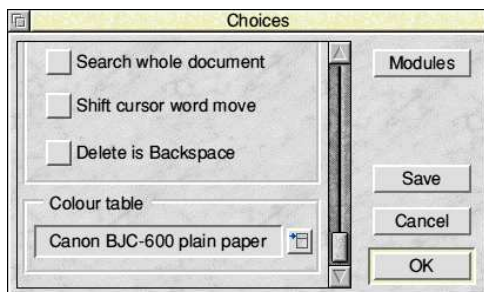 Choices
Search whole document
Shift cursor word move
Delete is Backspace
Colour table
Canon BJC-600 plain paper
Modules
Save
Cancel
OK